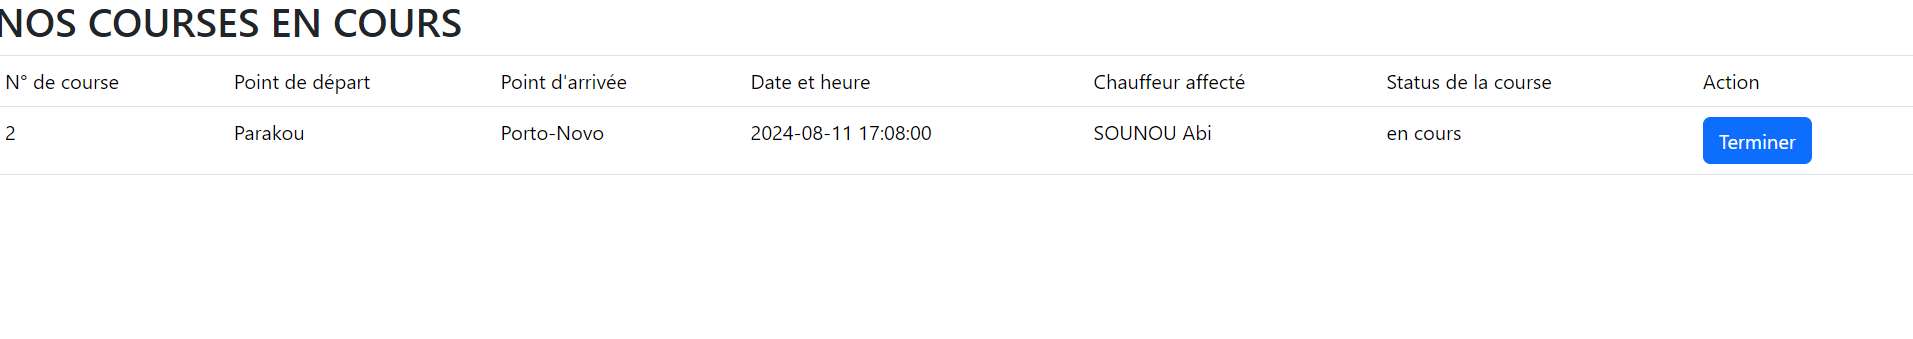 NOS COURSES EN COURS
N° de course Point de départ Point d'arrivée Date et heure Chauffeur affecté Status de la course Action
2 Parakou Porto-Novo 2024-08-11 17:08:00 SOUNOU Abi en cours Terminer